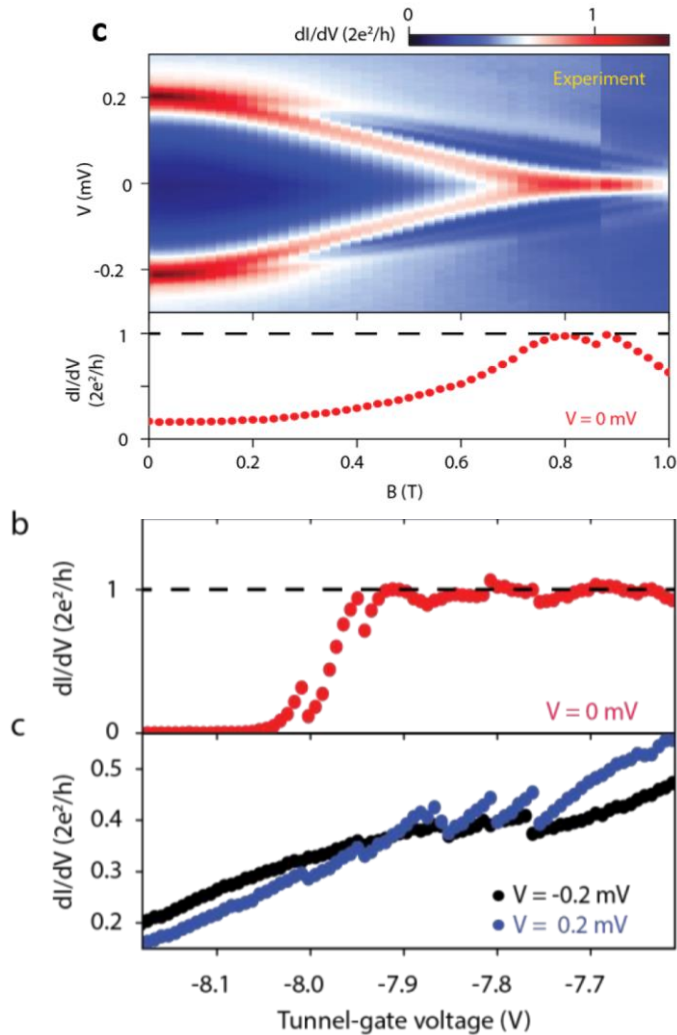 c
dI/dV (2e²/h)
0 1
Experiment
V (mV)
0.2
0
-0.2
dI/dV
(2e²/h)
1
0
V = 0 mV
0 0.2 0.4 0.6 0.8 1.0
B (T)
b
dI/dV (2e²/h)
1
0
V = 0 mV
c
dI/dV (2e²/h)
0.5
0.4
0.3
0.2
V = -0.2 mV
V = 0.2 mV
-8.1 -8.0 -7.9 -7.8 -7.7
Tunnel-gate voltage (V)